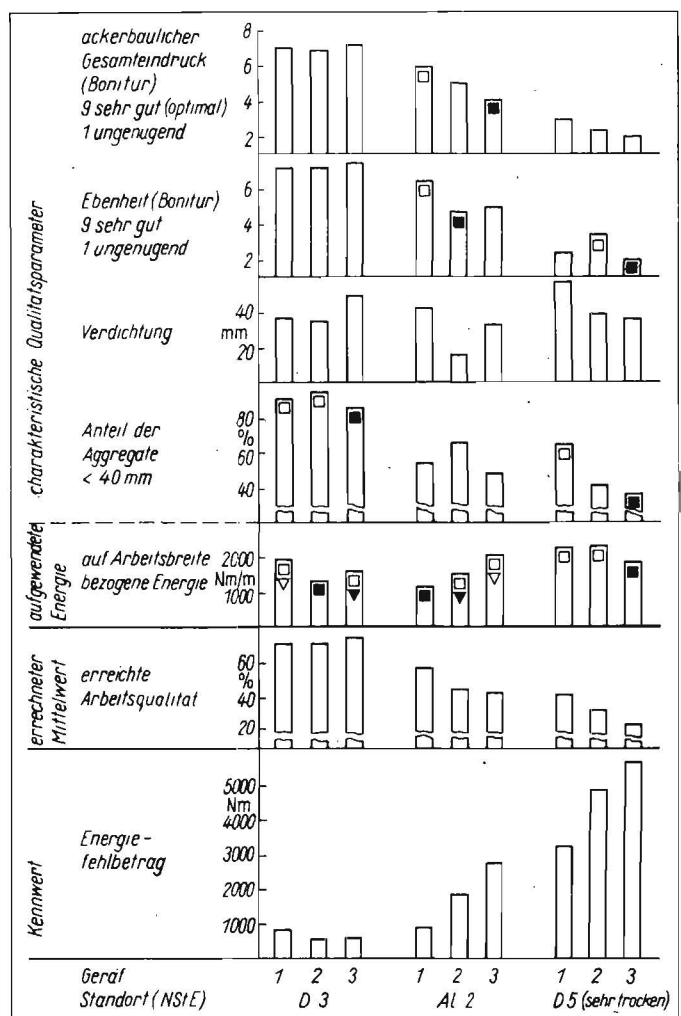 ackerbaulicher
Gesamteindruck
(Bonitur)
9 sehr gut (optimal)
1 ungenugend
8
6
4
2
Ebenheit (Bonitur)
9 sehr gut
1 ungenugend
6
4
2
Verdichtung
40
mm
20
Anteil der
Aggregate
< 40 mm
80
%
60
40
charakteristische Qualitätsparameter
auf Arbeitsbreite
bezogene Energie
2000
Nm/m
1000
aufgewendete
Energie
erreichte
Arbeitsqualität
60
%
40
20
errechneter
Mittelwert
Energie-
fehlbetrag
5000
Nm
4000
3000
2000
1000
Kennwert
Gerät 1 2 3 1 2 3 1 2 3
Standort (NStE) D 3 Al 2 D5 (sehr trocken)